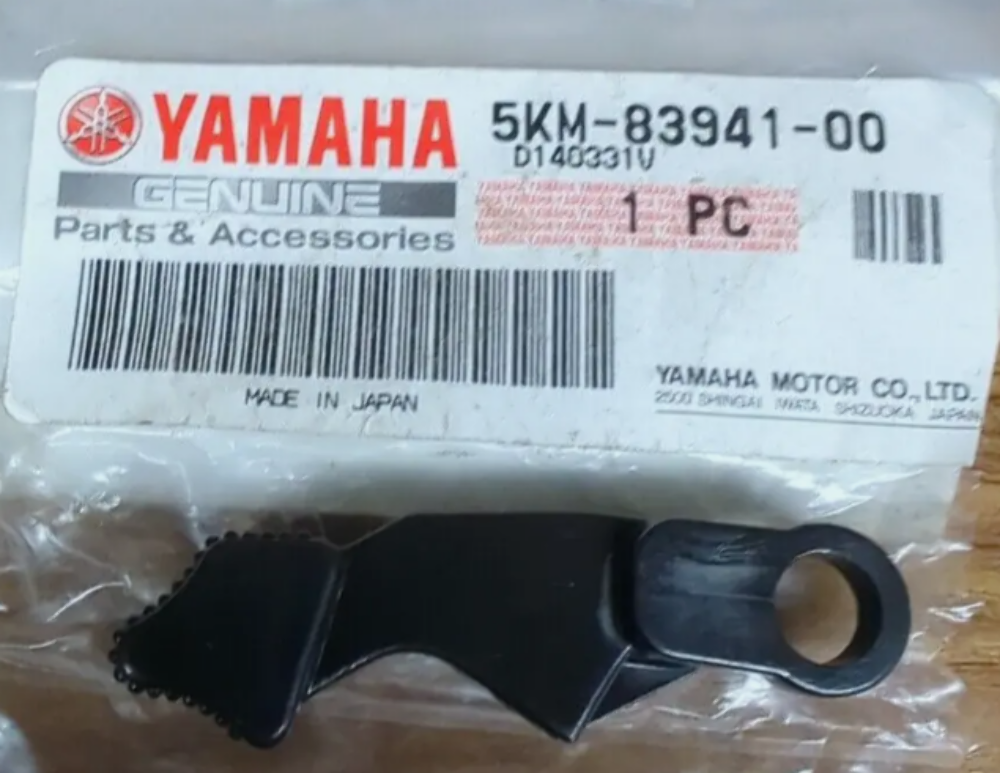 YAMAHA
5KM-83941-00
D140331V
GENUINE
1 PC
Parts & Accessories
MADE IN JAPAN
YAMAHA MOTOR CO.,LTD.
2500 SHINGAI IWATA SHIZUOKA JAPAN